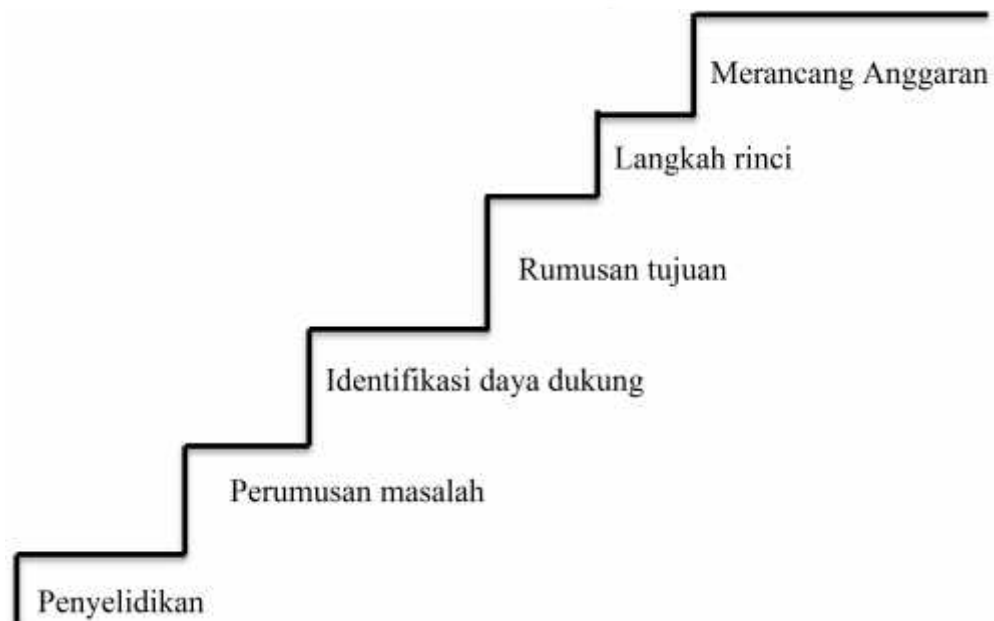 Merancang Anggaran
Langkah rinci
Rumusan tujuan
Identifikasi daya dukung
Perumusan masalah
Penyelidikan